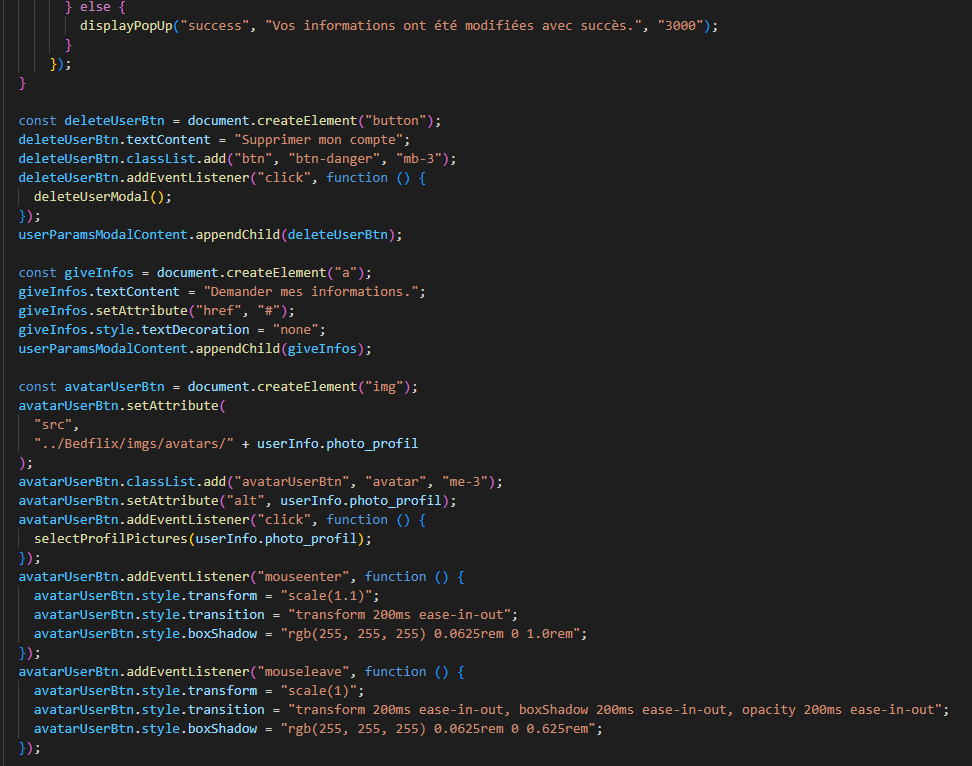 } else {
displayPopUp("success", "Vos informations ont été modifiées avec succès.", "3000");
}
});
}
const deleteUserBtn = document.createElement("button");
deleteUserBtn.textContent = "Supprimer mon compte";
deleteUserBtn.classList.add("btn", "btn-danger", "mb-3");
deleteUserBtn.addEventListener("click", function () {
deleteUserModal();
});
userParamsModalContent.appendChild(deleteUserBtn);
const giveInfos = document.createElement("a");
giveInfos.textContent = "Demander mes informations.";
giveInfos.setAttribute("href", "#");
giveInfos.style.textDecoration = "none";
userParamsModalContent.appendChild(giveInfos);
const avatarUserBtn = document.createElement("img");
avatarUserBtn.setAttribute(
"src",
"../Bedflix/imgs/avatars/" + userInfo.photo_profil
);
avatarUserBtn.classList.add("avatarUserBtn", "avatar", "me-3");
avatarUserBtn.setAttribute("alt", userInfo.photo_profil);
avatarUserBtn.addEventListener("click", function () {
selectProfilPictures(userInfo.photo_profil);
});
avatarUserBtn.addEventListener("mouseenter", function () {
avatarUserBtn.style.transform = "scale(1.1)";
avatarUserBtn.style.transition = "transform 200ms ease-in-out";
avatarUserBtn.style.boxShadow = "rgb(255, 255, 255) 0.0625rem 0 1.0rem";
});
avatarUserBtn.addEventListener("mouseleave", function () {
avatarUserBtn.style.transform = "scale(1)";
avatarUserBtn.style.transition = "transform 200ms ease-in-out, boxShadow 200ms ease-in-out, opacity 200ms ease-in-out";
avatarUserBtn.style.boxShadow = "rgb(255, 255, 255) 0.0625rem 0 0.625rem";
});